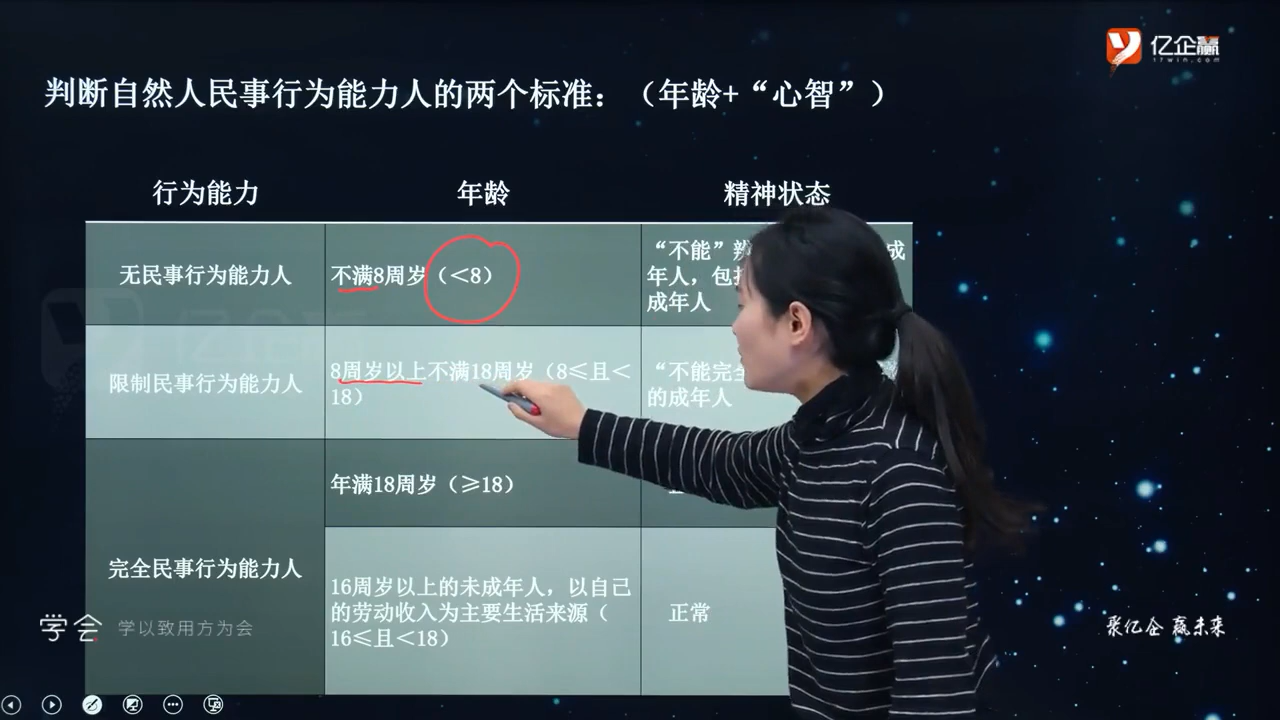 亿企赢
17win.com
判断自然人民事行为能力人的两个标准：（年龄+“心智”）
行为能力
年龄
精神状态
无民事行为能力人
不满8周岁（＜8）
“不能”辨
成
年人，包括
成年人
限制民事行为能力人
8周岁以上不满18周岁（8≤且＜
18）
“不能完全
的成年人
完全民事行为能力人
年满18周岁（≥18）
16周岁以上的未成年人，以自己
的劳动收入为主要生活来源（
16≤且＜18）
正常
学会 学以致用方为会
聚亿企 赢未来